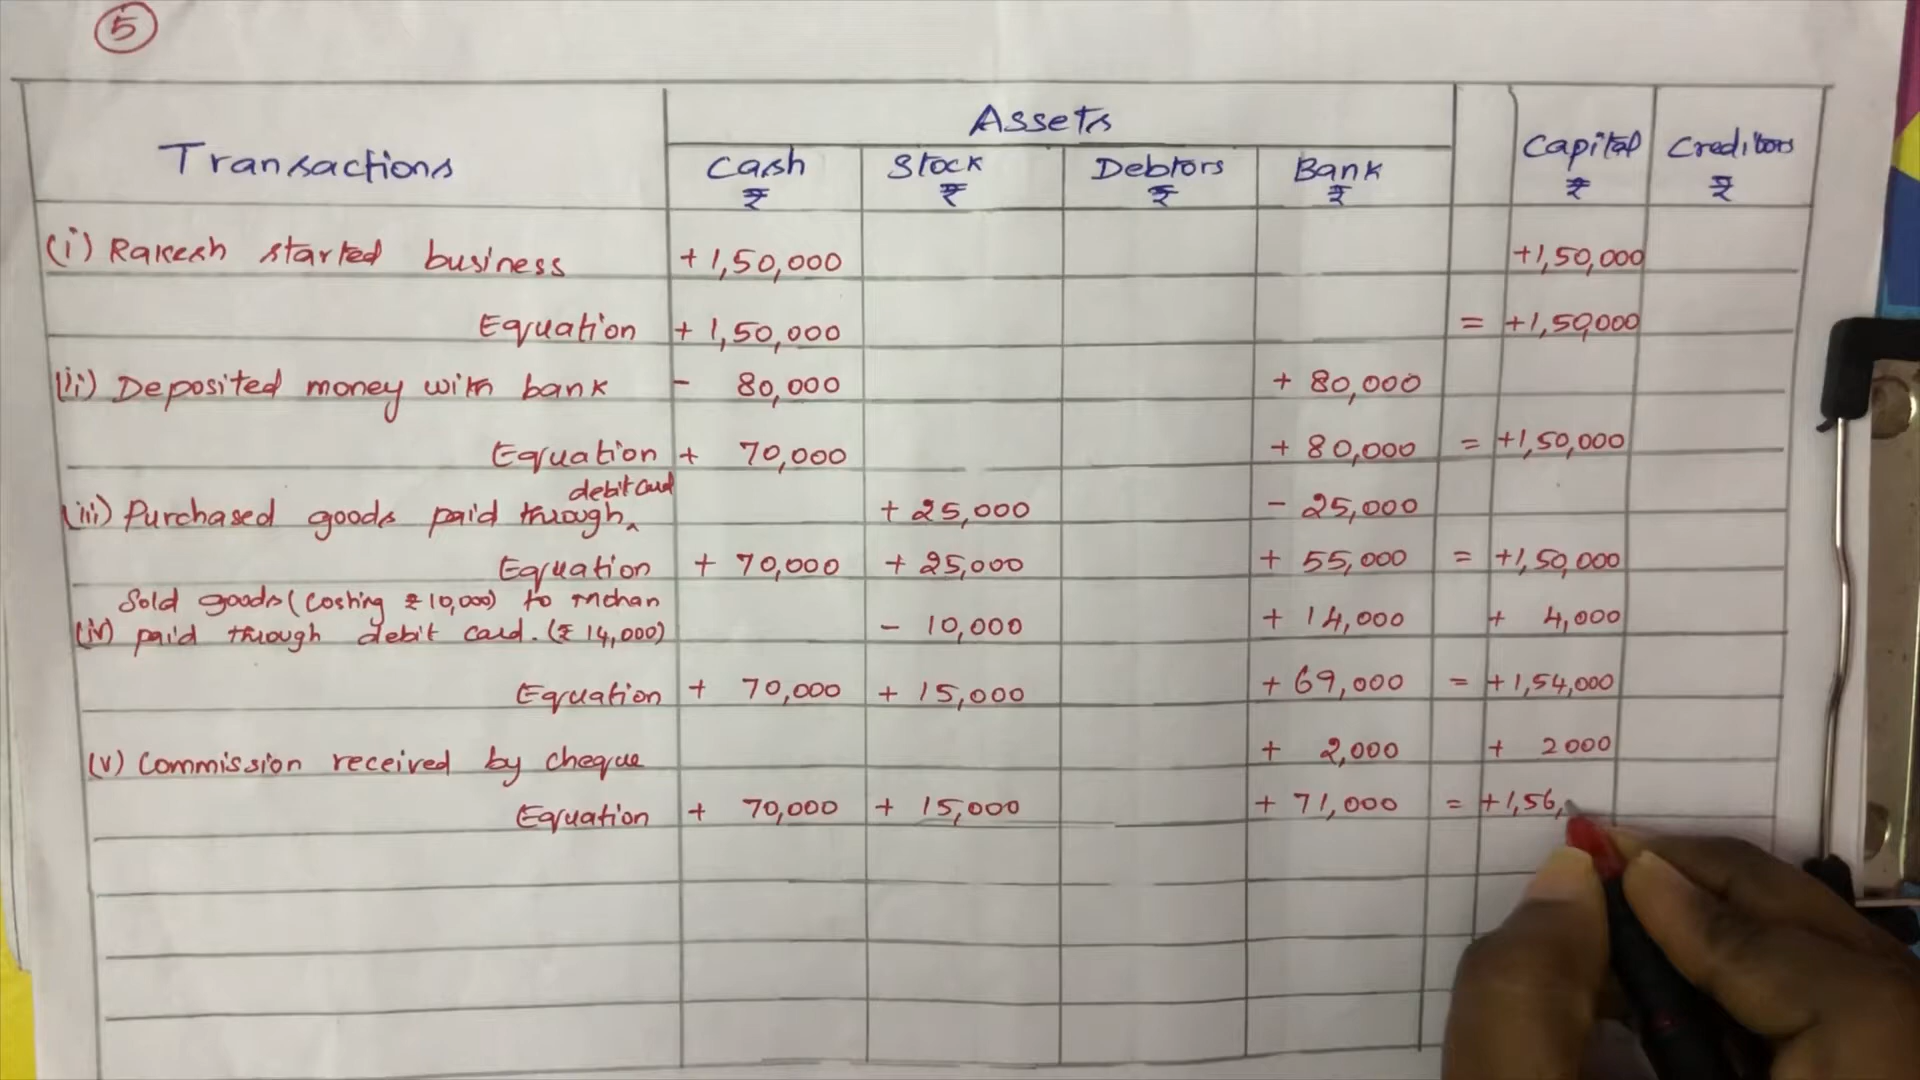 5
Assets
Transactions Cash Stock Debtors Bank Capital Creditors
₹ ₹ ₹ ₹ ₹ ₹
(i) Rakesh started business +1,50,000 +1,50,000
Equation +1,50,000 = +1,50,000
(ii) Deposited money with bank - 80,000 + 80,000
Equation + 70,000 + 80,000 = +1,50,000
debit card
(iii) Purchased goods paid through^ + 25,000 - 25,000
Equation + 70,000 + 25,000 + 55,000 = +1,50,000
Sold goods (costing ₹ 10,000) to Mohan
(iv) paid through debit card. (₹ 14,000) - 10,000 + 14,000 + 4,000
Equation + 70,000 + 15,000 + 69,000 = +1,54,000
(v) Commission received by cheque + 2,000 + 2000
Equation + 70,000 + 15,000 + 71,000 = +1,56,